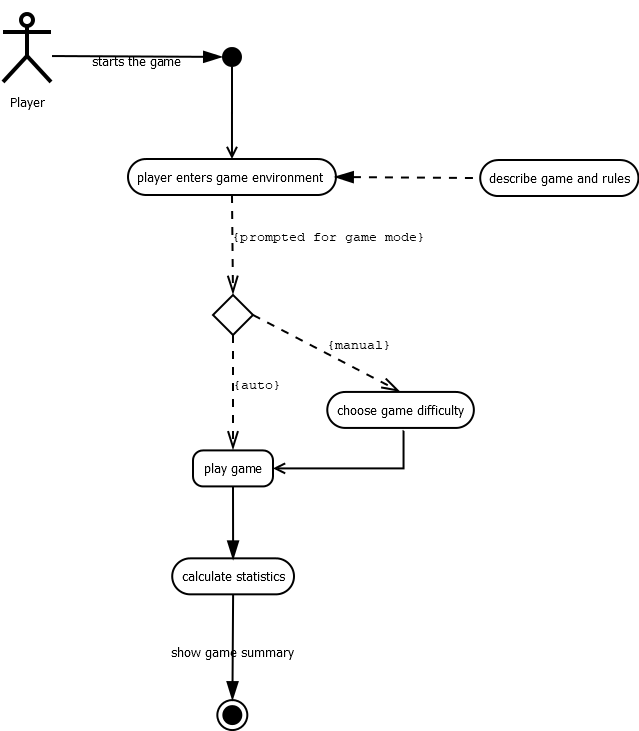 starts the game
Player
player enters game environment
describe game and rules
{prompted for game mode}
{manual}
{auto}
choose game difficulty
play game
calculate statistics
show game summary